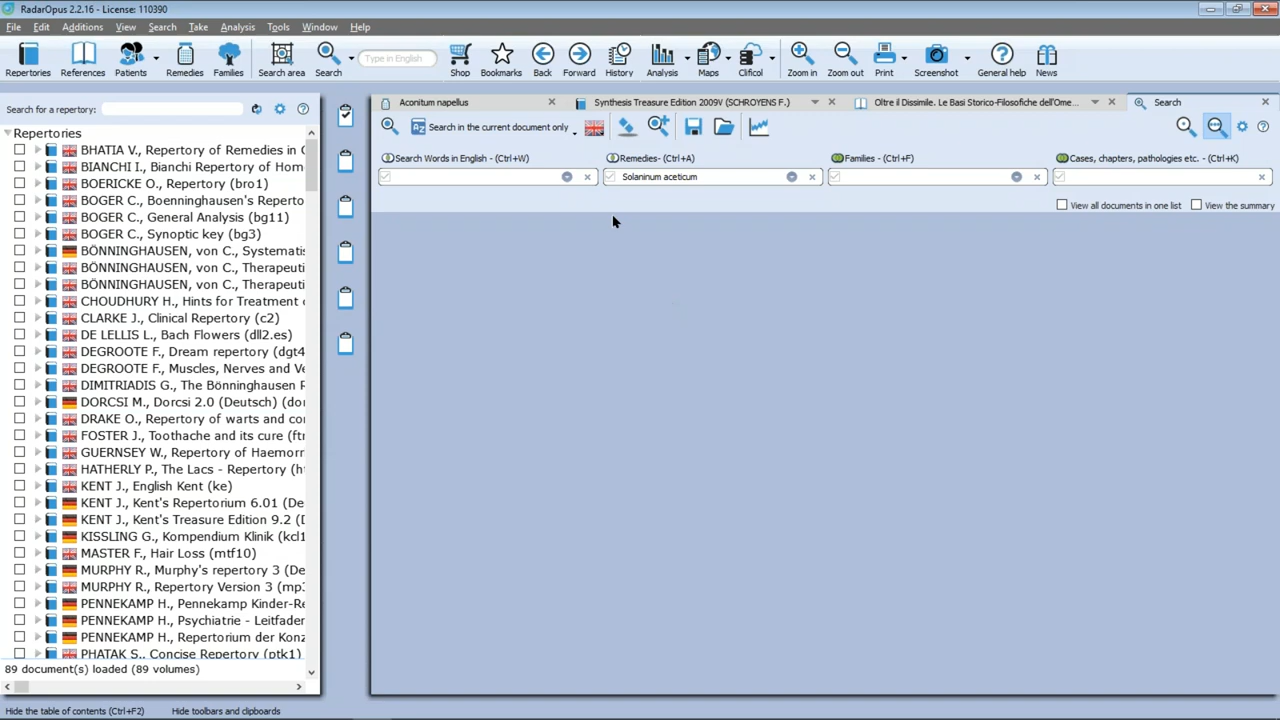 RadarOpus 2.2.16 - License: 110390
File Edit Additions View Search Take Analysis Tools Window Help
Repertories References Patients Remedies Families Search area Search Type in English Shop Bookmarks Back Forward History Analysis Maps Clificol Zoom in Zoom out Print Screenshot General help News
Search for a repertory:
Repertories
BHATIA V., Repertory of Remedies in C
BIANCHI I., Bianchi Repertory of Hom
BOERICKE O., Repertory (bro1)
BOGER C., Boenninghausen's Repert
BOGER C., General Analysis (bg11)
BOGER C., Synoptic key (bg3)
BÖNNINGHAUSEN, von C., Systematis
BÖNNINGHAUSEN, von C., Therapeuti
BÖNNINGHAUSEN, von C., Therapeuti
CHOUDHURY H., Hints for Treatment o
CLARKE J., Clinical Repertory (c2)
DE LELLIS L., Bach Flowers (dll2.es)
DEGROOTE F., Dream repertory (dgt4
DEGROOTE F., Muscles, Nerves and Ve
DIMITRIADIS G., The Bönninghausen R
DORCSI M., Dorcsi 2.0 (Deutsch) (do
DRAKE O., Repertory of warts and co
FOSTER J., Toothache and its cure (ft
GUERNSEY W., Repertory of Haemorr
HATHERLY P., The Lacs - Repertory (h
KENT J., English Kent (ke)
KENT J., Kent's Repertorium 6.01 (De
KENT J., Kent's Treasure Edition 9.2 (D
KISSLING G., Kompendium Klinik (kcl1
MASTER F., Hair Loss (mtf10)
MURPHY R., Murphy's repertory 3 (De
MURPHY R., Repertory Version 3 (mp3
PENNEKAMP H., Pennekamp Kinder-Re
PENNEKAMP H., Psychiatrie - Leitfaden
PENNEKAMP H., Repertorium der Konz
PHATAK S., Concise Repertory (ptk1)
89 document(s) loaded (89 volumes)
Aconitum napellus Synthesis Treasure Edition 2009V (SCHROYENS F.) Oltre il Dissimile. Le Basi Storico-Filosofiche dell'Ome... Search
Search in the current document only
Search Words in English - (Ctrl+W) Remedies- (Ctrl+A) Families - (Ctrl+F) Cases, chapters, pathologies etc. - (Ctrl+K)
Solaninum aceticum
View all documents in one list View the summary
Hide the table of contents (Ctrl+F2) Hide toolbars and clipboards